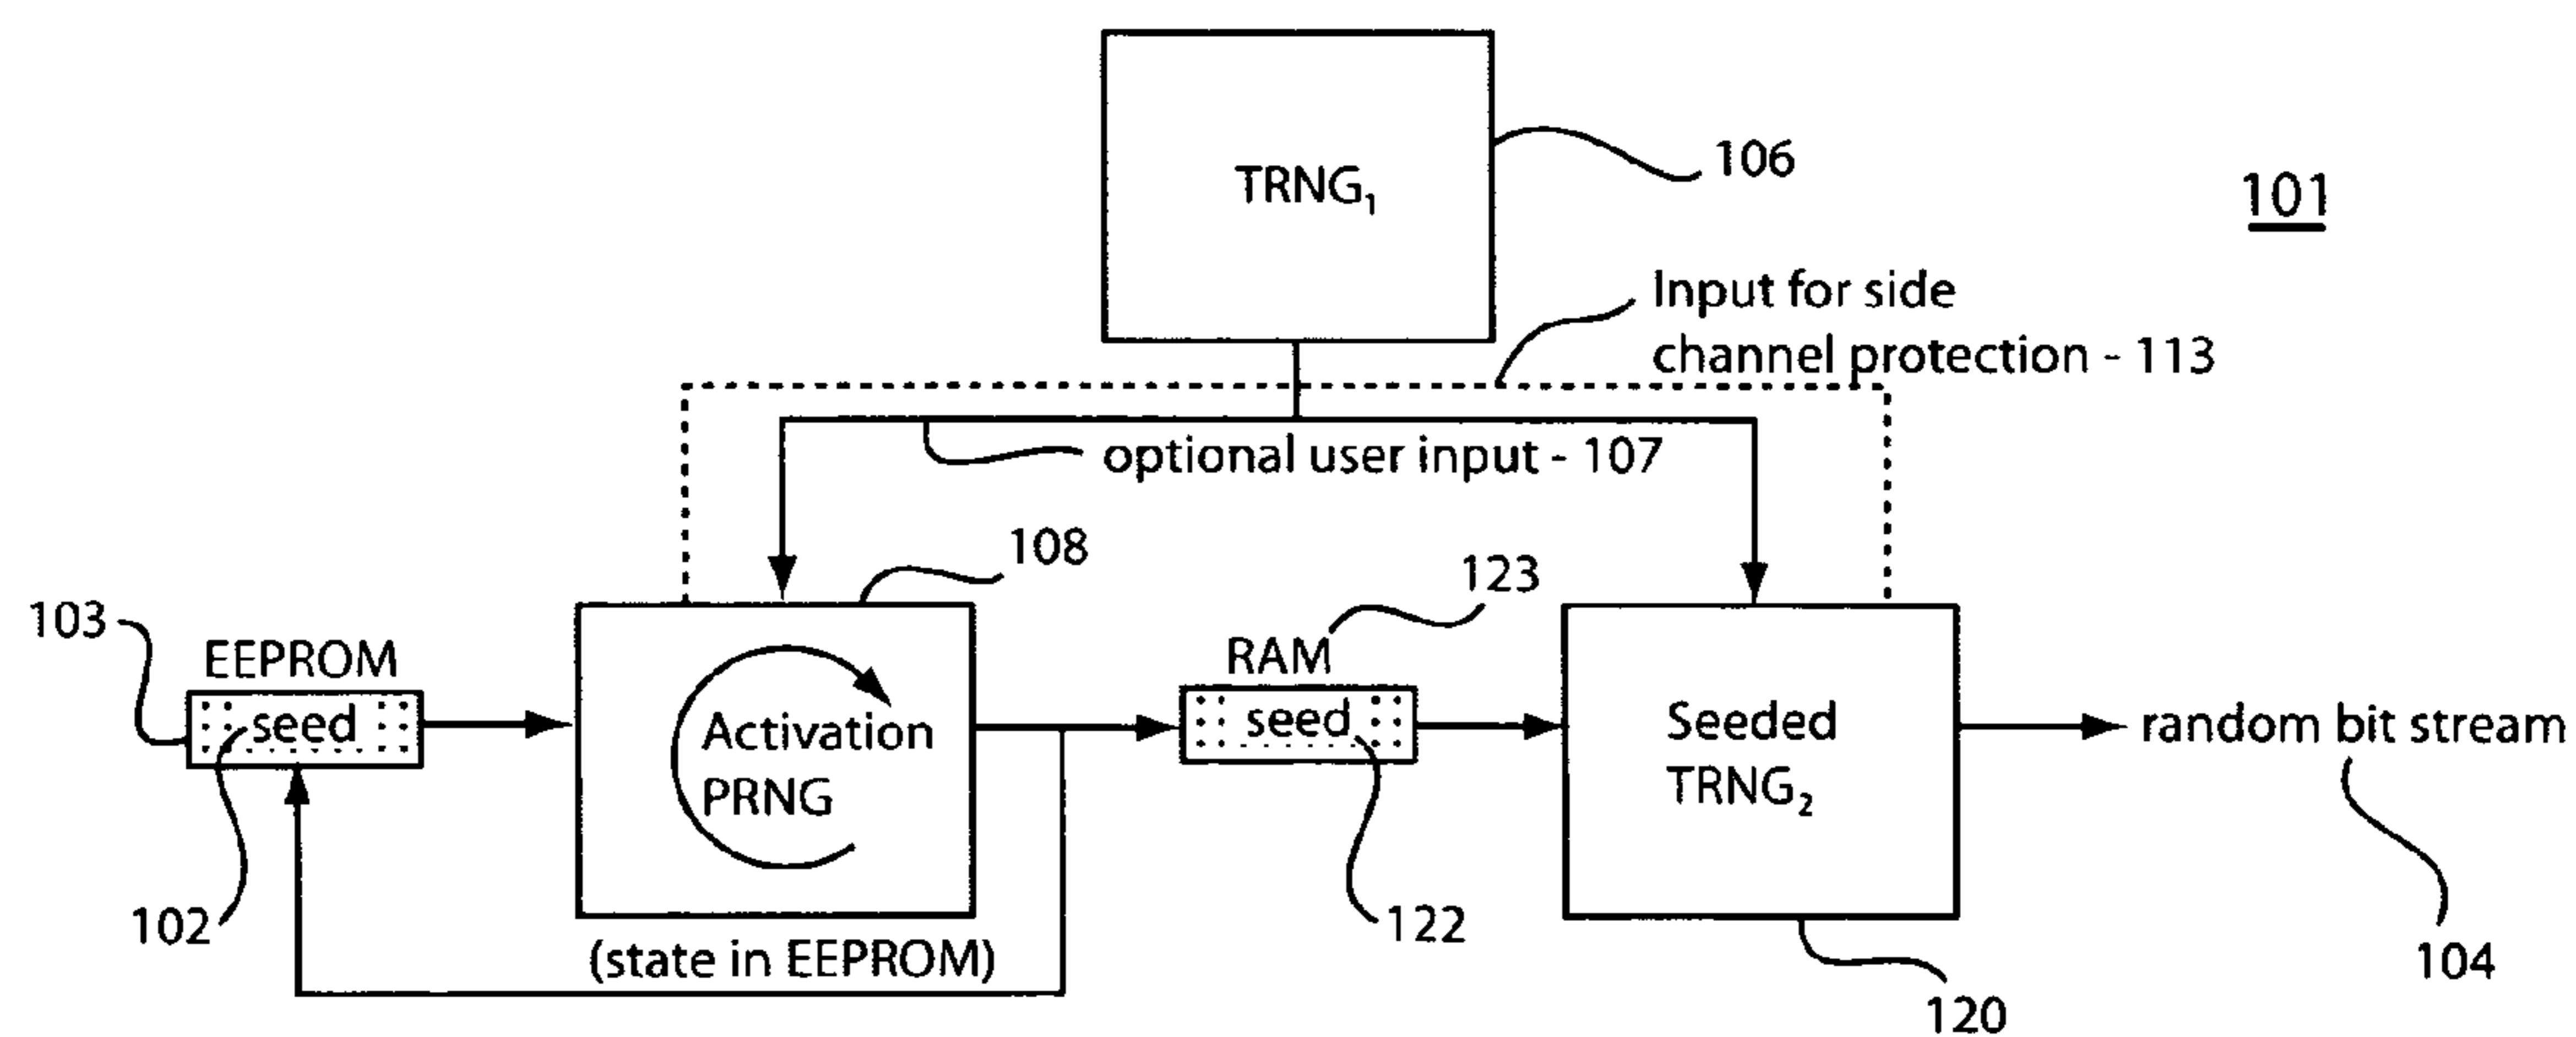 TRNG₁
106
101
Input for side
channel protection - 113
optional user input - 107
108
103
EEPROM
seed
102
Activation
PRNG
(state in EEPROM)
123
RAM
seed
122
Seeded
TRNG₂
120
random bit stream
104